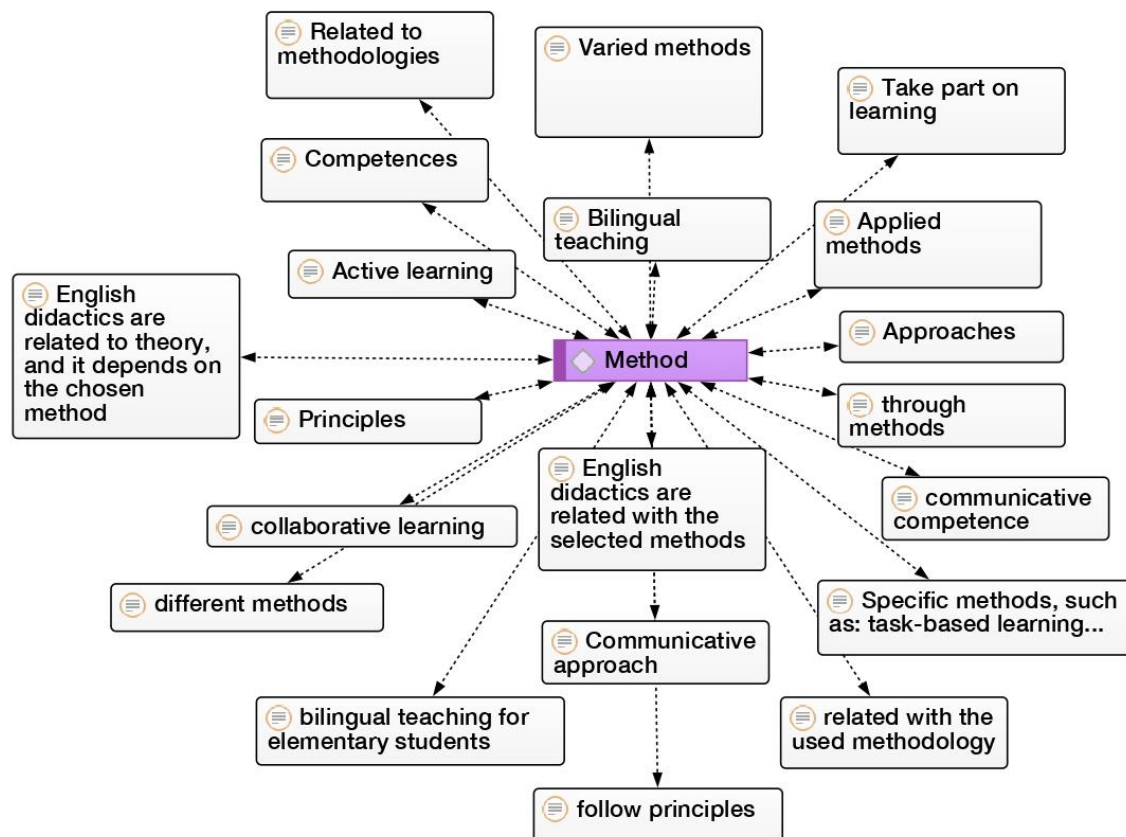 Related to
methodologies
Varied methods
Take part on
learning
Competences
Bilingual
teaching
Applied
methods
Active learning
English
didactics are
related to theory,
and it depends on
the chosen
method
Approaches
Method
Principles
through
methods
English
didactics are
related with the
selected methods
communicative
competence
collaborative learning
different methods
Specific methods, such
as: task-based learning...
Communicative
approach
bilingual teaching for
elementary students
related with the
used methodology
follow principles